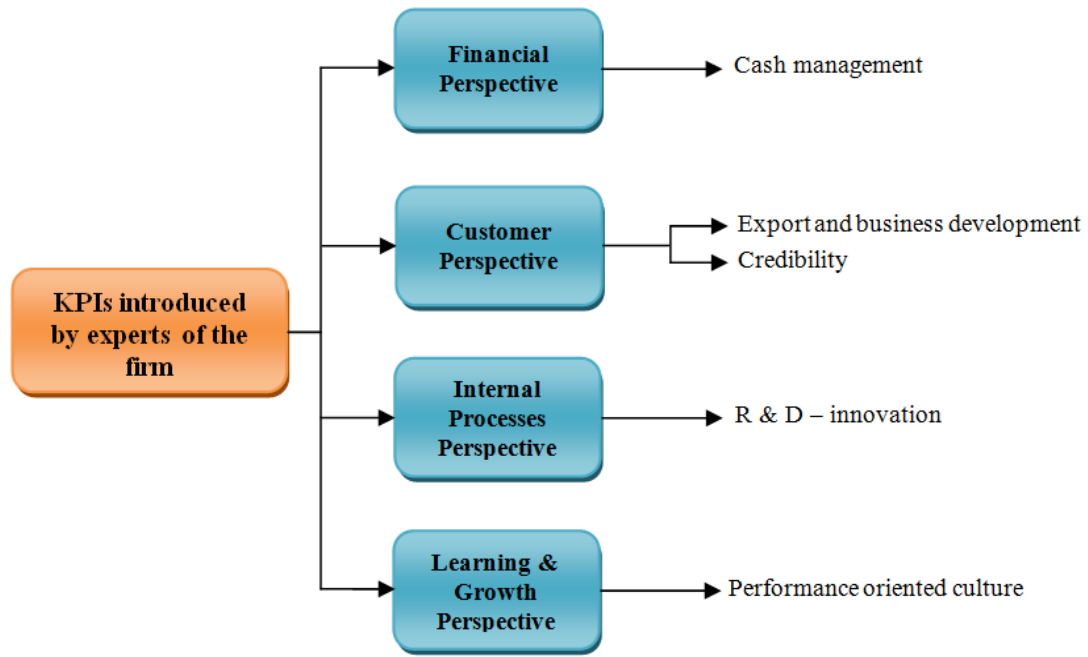 Financial
Perspective
Cash management
Customer
Perspective
Export and business development
Credibility
KPIs introduced
by experts of the
firm
Internal
Processes
Perspective
R & D – innovation
Learning &
Growth
Perspective
Performance oriented culture